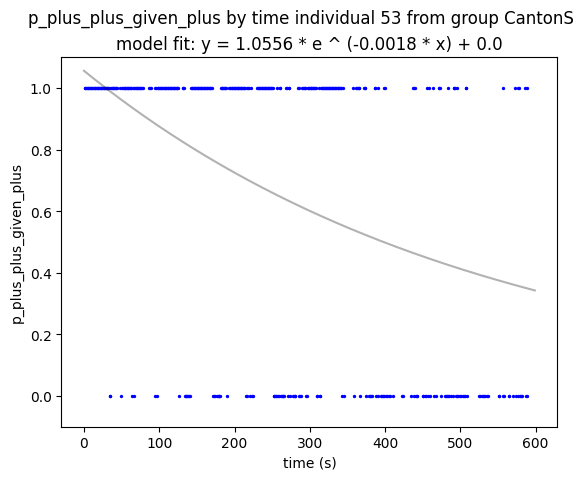 p_plus_plus_given_plus by time individual 53 from group CantonS
model fit: y = 1.0556 * e ^ (-0.0018 * x) + 0.0
1.0
0.8
0.6
0.4
0.2
0.0
p_plus_plus_given_plus
0 100 200 300 400 500 600
time (s)